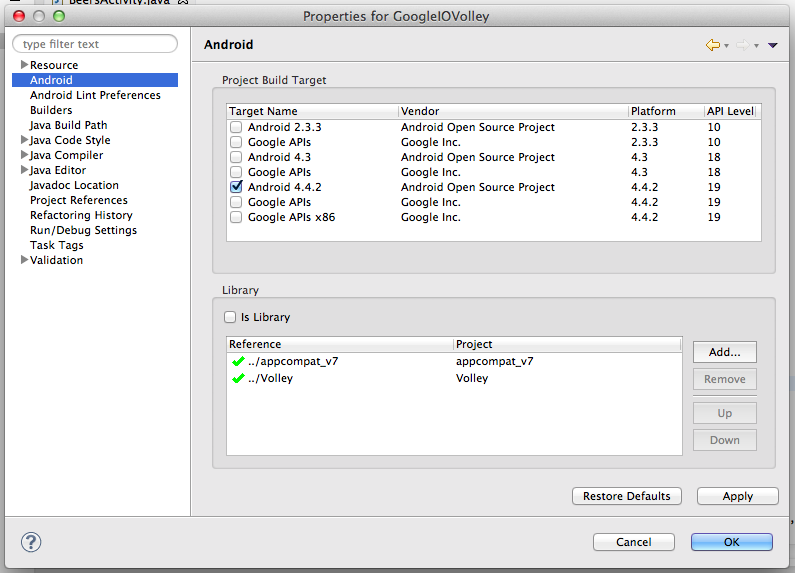 BeersActivity.java
Properties for GoogleIOVolley
type filter text
Resource
Android
Android Lint Preferences
Builders
Java Build Path
Java Code Style
Java Compiler
Java Editor
Javadoc Location
Project References
Refactoring History
Run/Debug Settings
Task Tags
Validation
Android
Project Build Target
Target Name Vendor Platform API Level
Android 2.3.3 Android Open Source Project 2.3.3 10
Google APIs Google Inc. 2.3.3 10
Android 4.3 Android Open Source Project 4.3 18
Google APIs Google Inc. 4.3 18
Android 4.4.2 Android Open Source Project 4.4.2 19
Google APIs Google Inc. 4.4.2 19
Google APIs x86 Google Inc. 4.4.2 19
Library
Is Library
Reference Project
../appcompat_v7 appcompat_v7
../Volley Volley
Add...
Remove
Up
Down
Restore Defaults Apply
? Cancel OK